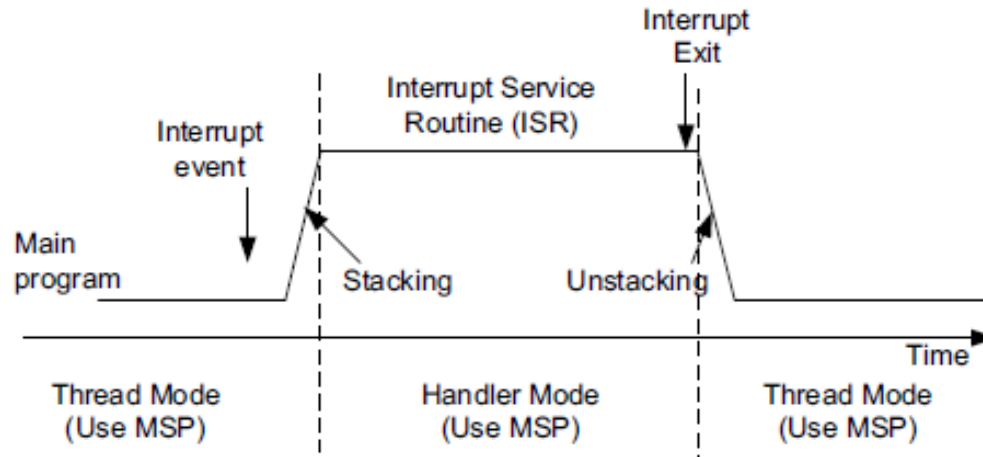 Interrupt
Exit
Interrupt Service
Routine (ISR)
Interrupt
event
Main
program
Stacking
Unstacking
Time
Thread Mode
(Use MSP)
Handler Mode
(Use MSP)
Thread Mode
(Use MSP)